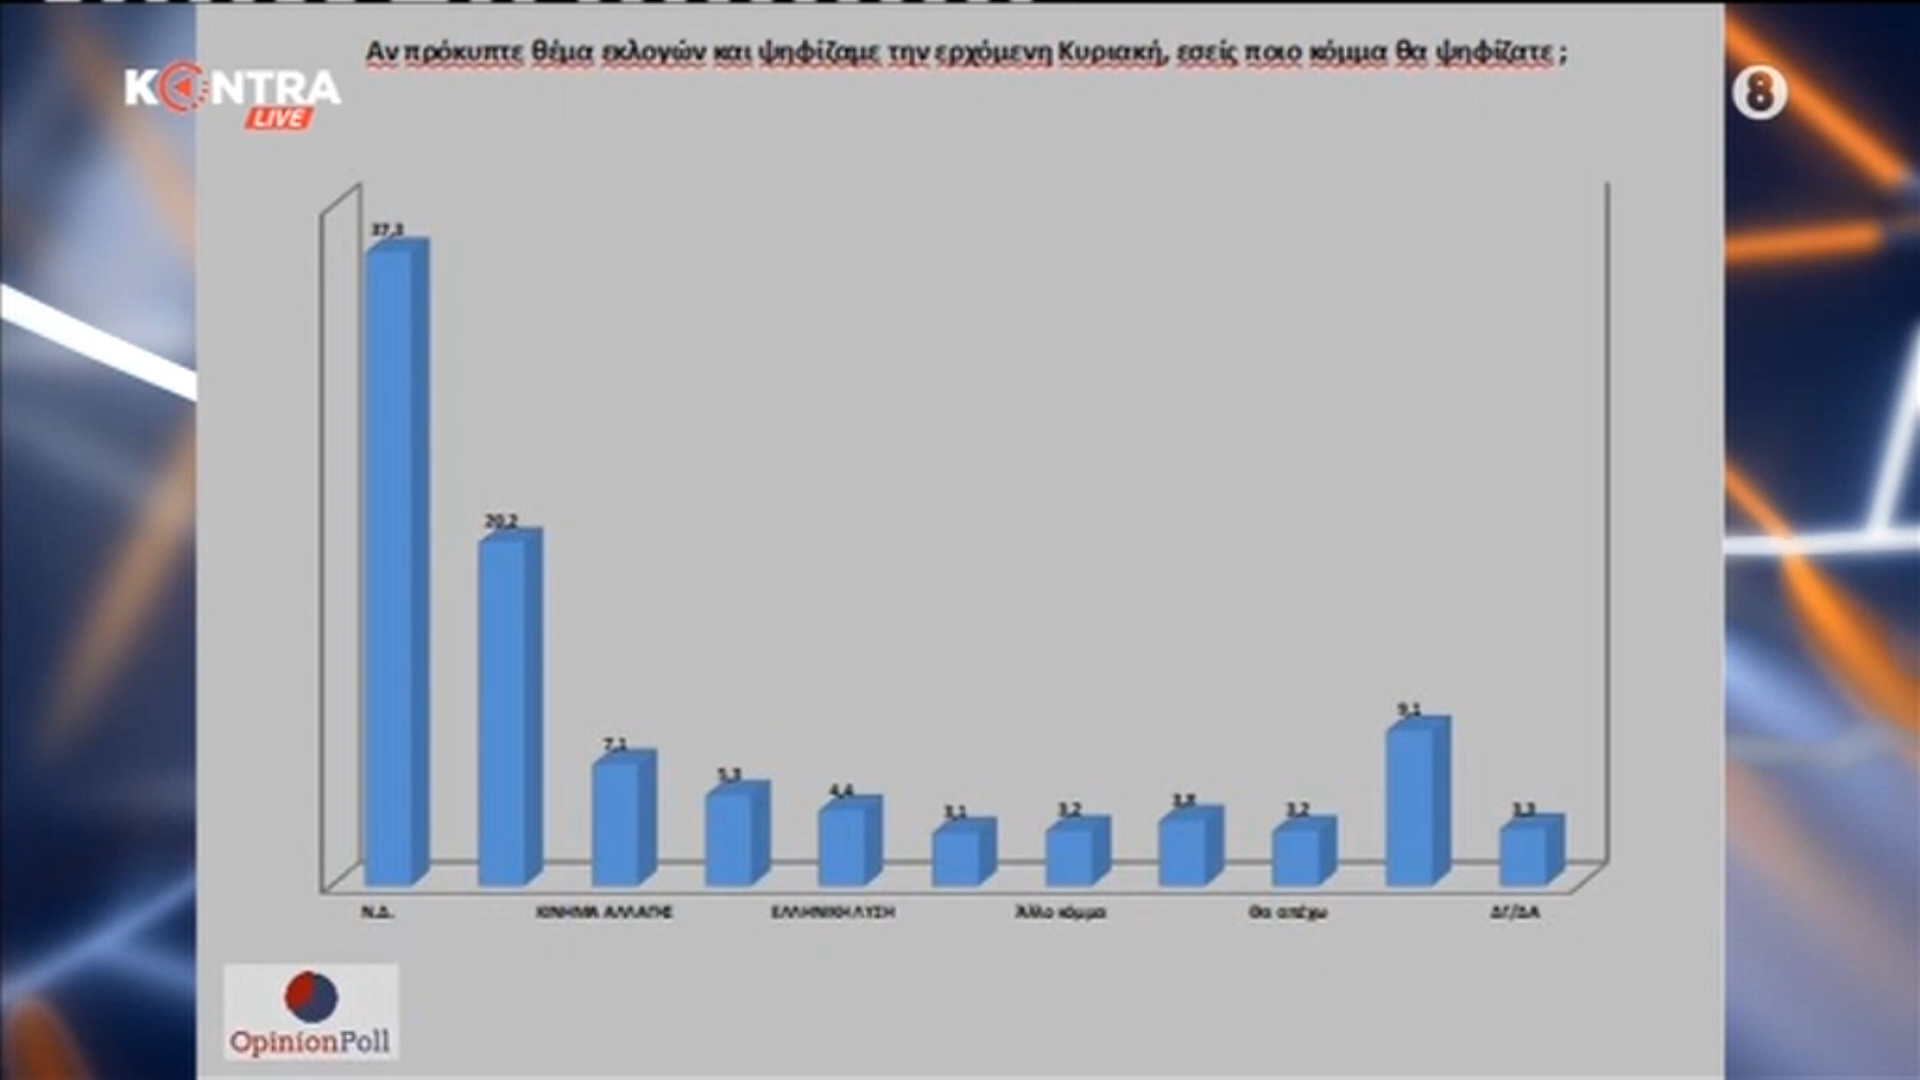 Αν πρόκυπτε θέμα εκλογών και ψηφίζαμε την ερχόμενη Κυριακή, εσείς ποιο κόμμα θα ψηφίζατε ;
KONTRA
LIVE
8
37,3
20,2
7,1
5,3
4,4
3,1
3,2
3,8
3,2
9,1
3,3
Ν.Δ.
ΚΙΝΗΜΑ ΑΛΛΑΓΗΣ
ΕΛΛΗΝΙΚΗ ΛΥΣΗ
Άλλο κόμμα
Θα απέχω
ΔΓ/ΔΑ
OpinionPoll